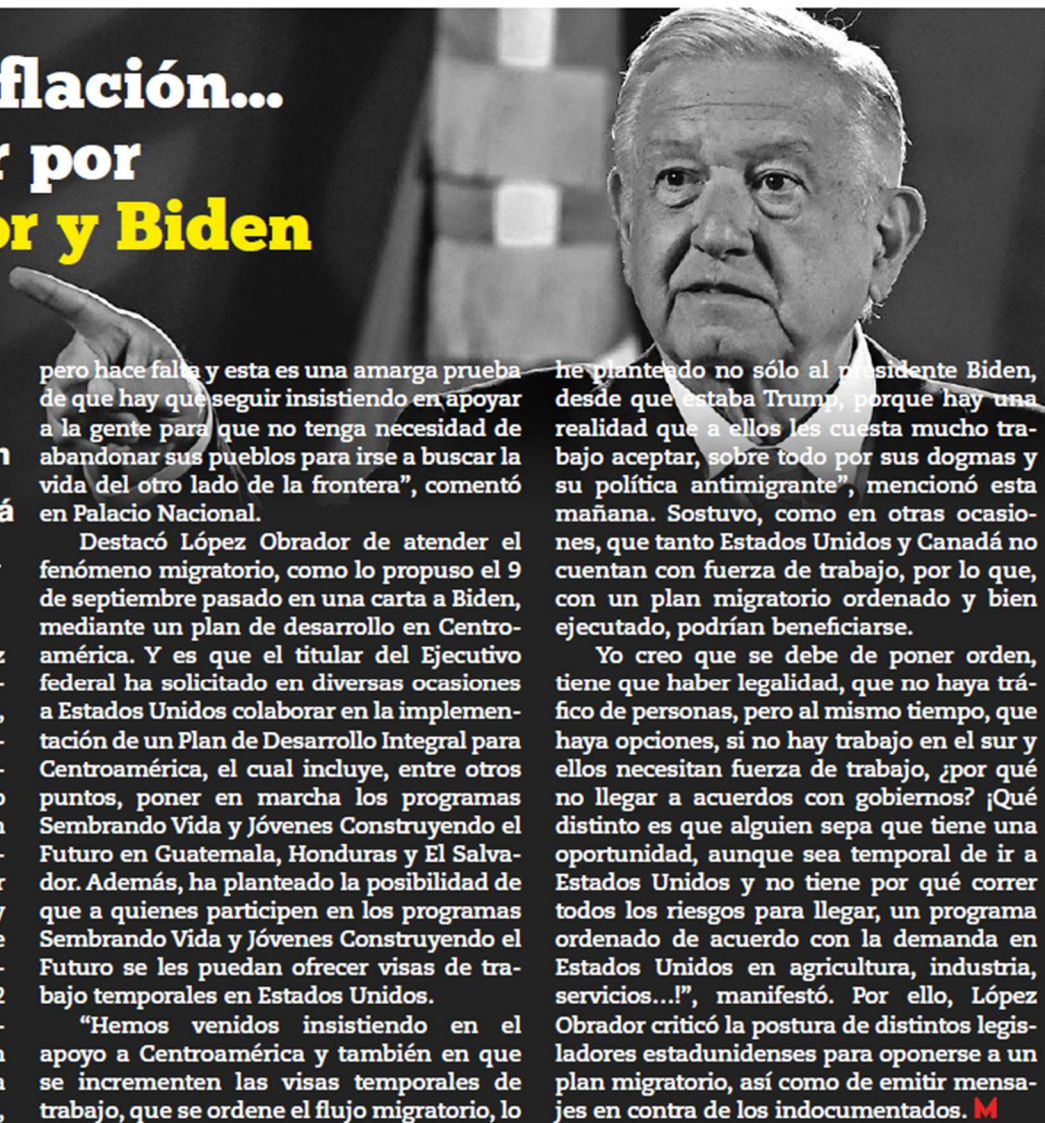 flación...
r por
or y Biden
n
á
z
-
,
-
-
o
n
-
r
y
e
-
2
-
n
a
,
pero hace falta y esta es una amarga prueba
de que hay que seguir insistiendo en apoyar
a la gente para que no tenga necesidad de
abandonar sus pueblos para irse a buscar la
vida del otro lado de la frontera”, comentó
en Palacio Nacional.
Destacó López Obrador de atender el
fenómeno migratorio, como lo propuso el 9
de septiembre pasado en una carta a Biden,
mediante un plan de desarrollo en Centro-
américa. Y es que el titular del Ejecutivo
federal ha solicitado en diversas ocasiones
a Estados Unidos colaborar en la implemen-
tación de un Plan de Desarrollo Integral para
Centroamérica, el cual incluye, entre otros
puntos, poner en marcha los programas
Sembrando Vida y Jóvenes Construyendo el
Futuro en Guatemala, Honduras y El Salva-
dor. Además, ha planteado la posibilidad de
que a quienes participen en los programas
Sembrando Vida y Jóvenes Construyendo el
Futuro se les puedan ofrecer visas de tra-
bajo temporales en Estados Unidos.
“Hemos venidos insistiendo en el
apoyo a Centroamérica y también en que
se incrementen las visas temporales de
trabajo, que se ordene el flujo migratorio, lo
he planteado no sólo al presidente Biden,
desde que estaba Trump, porque hay una
realidad que a ellos les cuesta mucho tra-
bajo aceptar, sobre todo por sus dogmas y
su política antimigrante”, mencionó esta
mañana. Sostuvo, como en otras ocasio-
nes, que tanto Estados Unidos y Canadá no
cuentan con fuerza de trabajo, por lo que,
con un plan migratorio ordenado y bien
ejecutado, podrían beneficiarse.
Yo creo que se debe de poner orden,
tiene que haber legalidad, que no haya trá-
fico de personas, pero al mismo tiempo, que
haya opciones, si no hay trabajo en el sur y
ellos necesitan fuerza de trabajo, ¿por qué
no llegar a acuerdos con gobiernos? ¡Qué
distinto es que alguien sepa que tiene una
oportunidad, aunque sea temporal de ir a
Estados Unidos y no tiene por qué correr
todos los riesgos para llegar, un programa
ordenado de acuerdo con la demanda en
Estados Unidos en agricultura, industria,
servicios...!”, manifestó. Por ello, López
Obrador criticó la postura de distintos legis-
ladores estadunidenses para oponerse a un
plan migratorio, así como de emitir mensa-
jes en contra de los indocumentados. M